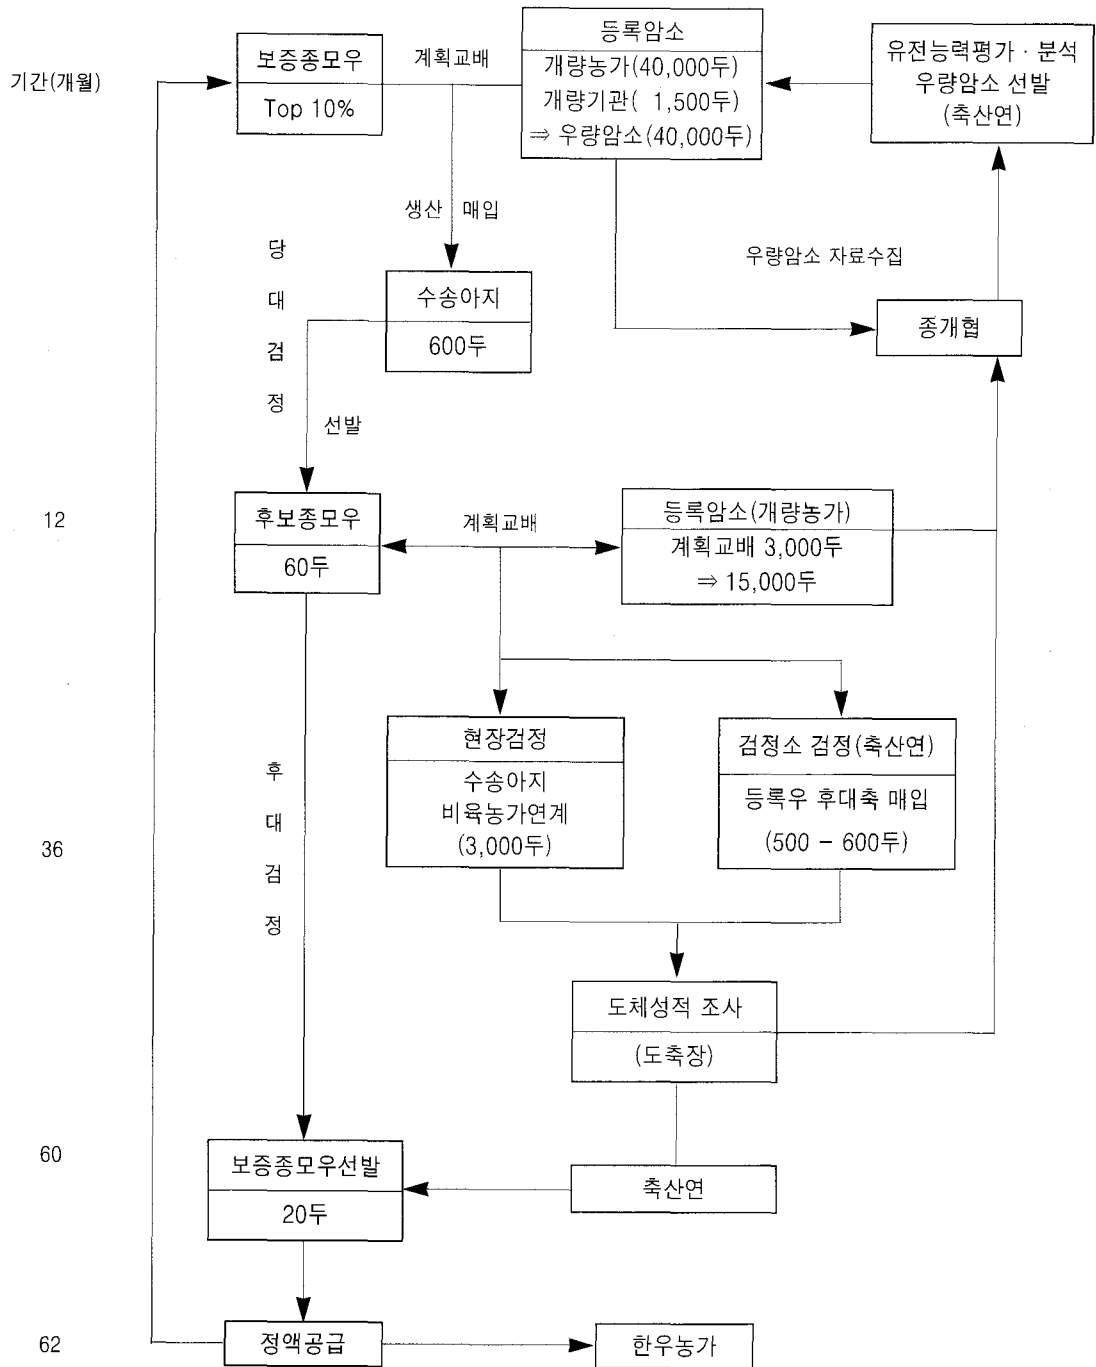 기간(개월)
보증종모우
Top 10%
계획교배
등록암소
개량농가(40,000두)
개량기관( 1,500두)
⇒ 우량암소(40,000두)
유전능력평가 · 분석
우량암소 선발
(축산연)
생산 매입
당대검정
수송아지
600두
우량암소 자료수집
종개협
선발
12
후보종모우
60두
계획교배
등록암소(개량농가)
계획교배 3,000두
⇒ 15,000두
후대검정
36
현장검정
수송아지
비육농가연계
(3,000두)
검정소 검정(축산연)
등록우 후대축 매입
(500 - 600두)
도체성적 조사
(도축장)
60
보증종모우선발
20두
축산연
62
정액공급
한우농가